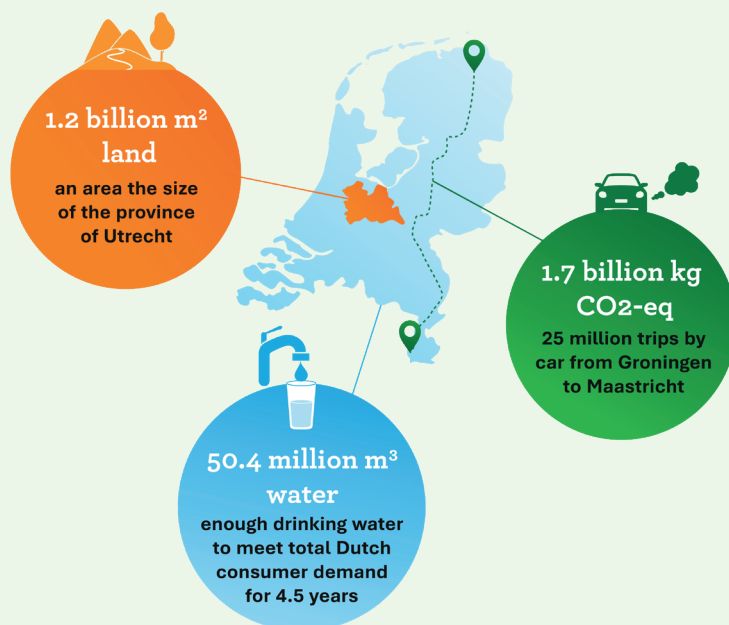 1.2 billion m²
land
an area the size
of the province
of Utrecht
1.7 billion kg
CO2-eq
25 million trips by
car from Groningen
to Maastricht
50.4 million m³
water
enough drinking water
to meet total Dutch
consumer demand
for 4.5 years